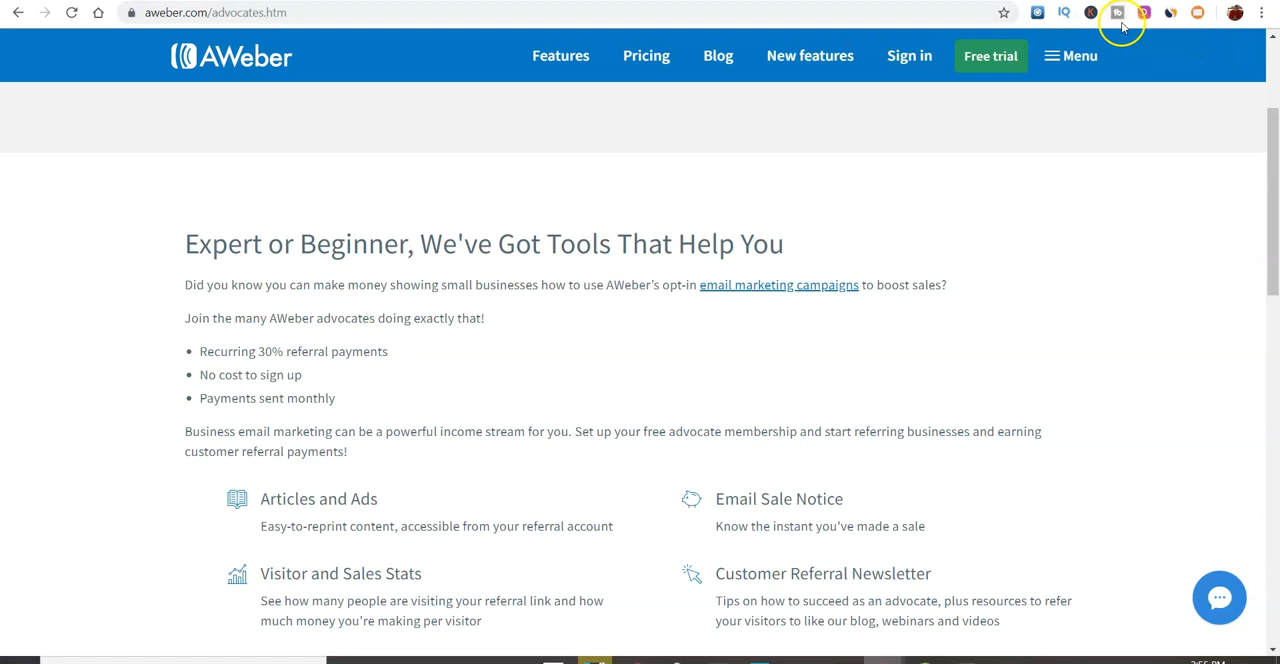 aweber.com/advocates.htm
AWeber Features Pricing Blog New features Sign in Free trial Menu
Expert or Beginner, We've Got Tools That Help You
Did you know you can make money showing small businesses how to use AWeber's opt-in email marketing campaigns to boost sales?
Join the many AWeber advocates doing exactly that!
• Recurring 30% referral payments
• No cost to sign up
• Payments sent monthly
Business email marketing can be a powerful income stream for you. Set up your free advocate membership and start referring businesses and earning
customer referral payments!
Articles and Ads
Easy-to-reprint content, accessible from your referral account
Email Sale Notice
Know the instant you've made a sale
Visitor and Sales Stats
See how many people are visiting your referral link and how
much money you're making per visitor
Customer Referral Newsletter
Tips on how to succeed as an advocate, plus resources to refer
your visitors to like our blog, webinars and videos